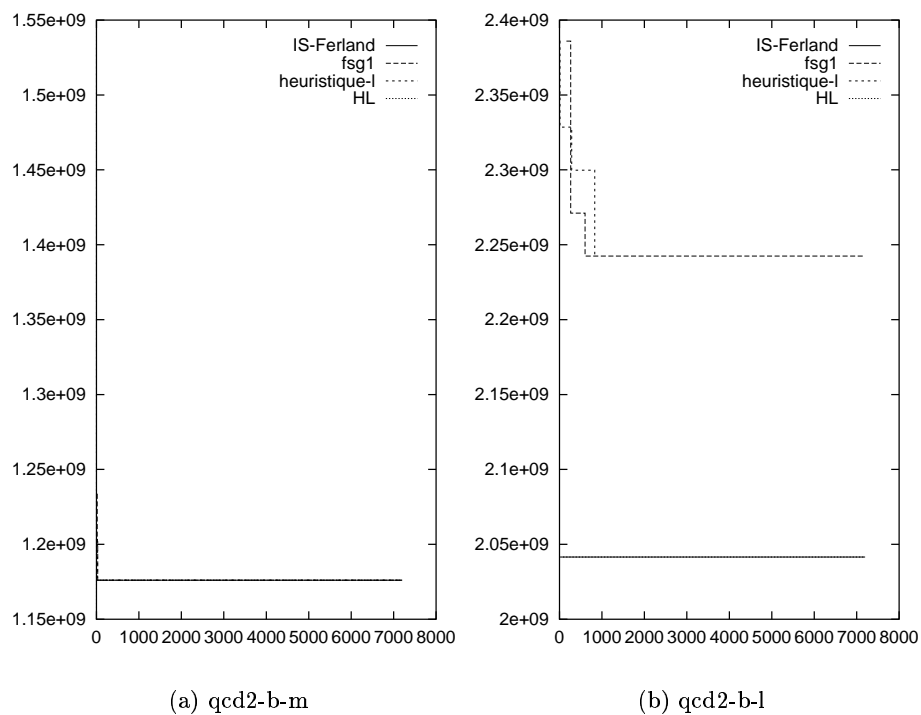 1.55e+09
1.5e+09
1.45e+09
1.4e+09
1.35e+09
1.3e+09
1.25e+09
1.2e+09
1.15e+09
0 1000 2000 3000 4000 5000 6000 7000 8000
IS-Ferland
fsg1
heuristique-l
HL
(a) qcd2-b-m
2.4e+09
2.35e+09
2.3e+09
2.25e+09
2.2e+09
2.15e+09
2.1e+09
2.05e+09
2e+09
0 1000 2000 3000 4000 5000 6000 7000 8000
IS-Ferland
fsg1
heuristique-l
HL
(b) qcd2-b-l